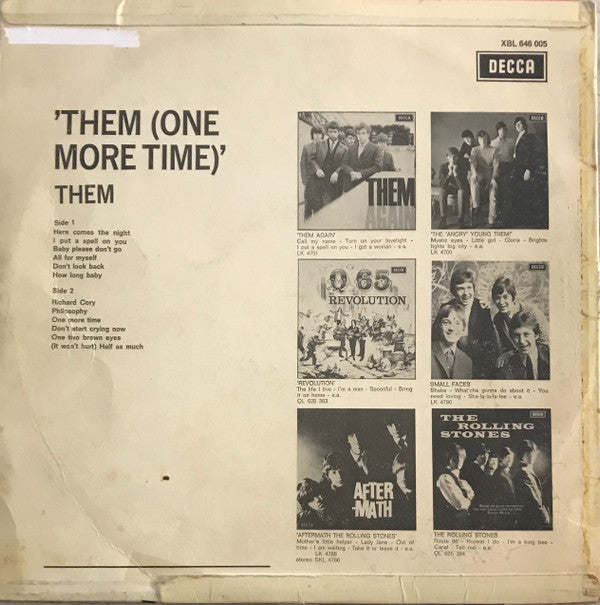 XBL 646 005
DECCA
'THEM (ONE
MORE TIME)'
THEM
Side 1
Here comes the night
I put a spell on you
Baby please don't go
All for myself
Don't look back
How long baby
Side 2
Richard Cory
Philosophy
One more time
Don't start crying now
One two brown eyes
(It won't hurt) Half as much
THEM
AGAIN
'THEM AGAIN'
Call my name - Turn on your lovelight -
I put a spell on you - I got a woman - e.a.
LK 4751
'THE 'ANGRY' YOUNG THEM!'
Mystic eyes - Little girl - Gloria - Brights
lights big city - e.a.
LK 4700
Q 65
REVOLUTION
'REVOLUTION'
The life I live - I'm a man - Spoonful - Bring
it on home - e.a.
QL 625 363
SMALL FACES
Shake - What'cha gonna do about it - You
need loving - Sha-la-la-la-lee - e.a.
LK 4790
AFTER
-MATH
'AFTERMATH THE ROLLING STONES'
Mother's little helper - Lady Jane - Out of
time - I am waiting - Take it or leave it - e.a.
LK 4786
stereo SKL 4786
THE ROLLING
STONES
THE ROLLING STONES
Route 66 - Honest I do - I'm a king bee -
Carol - Tell me - e.a.
QL 625 364